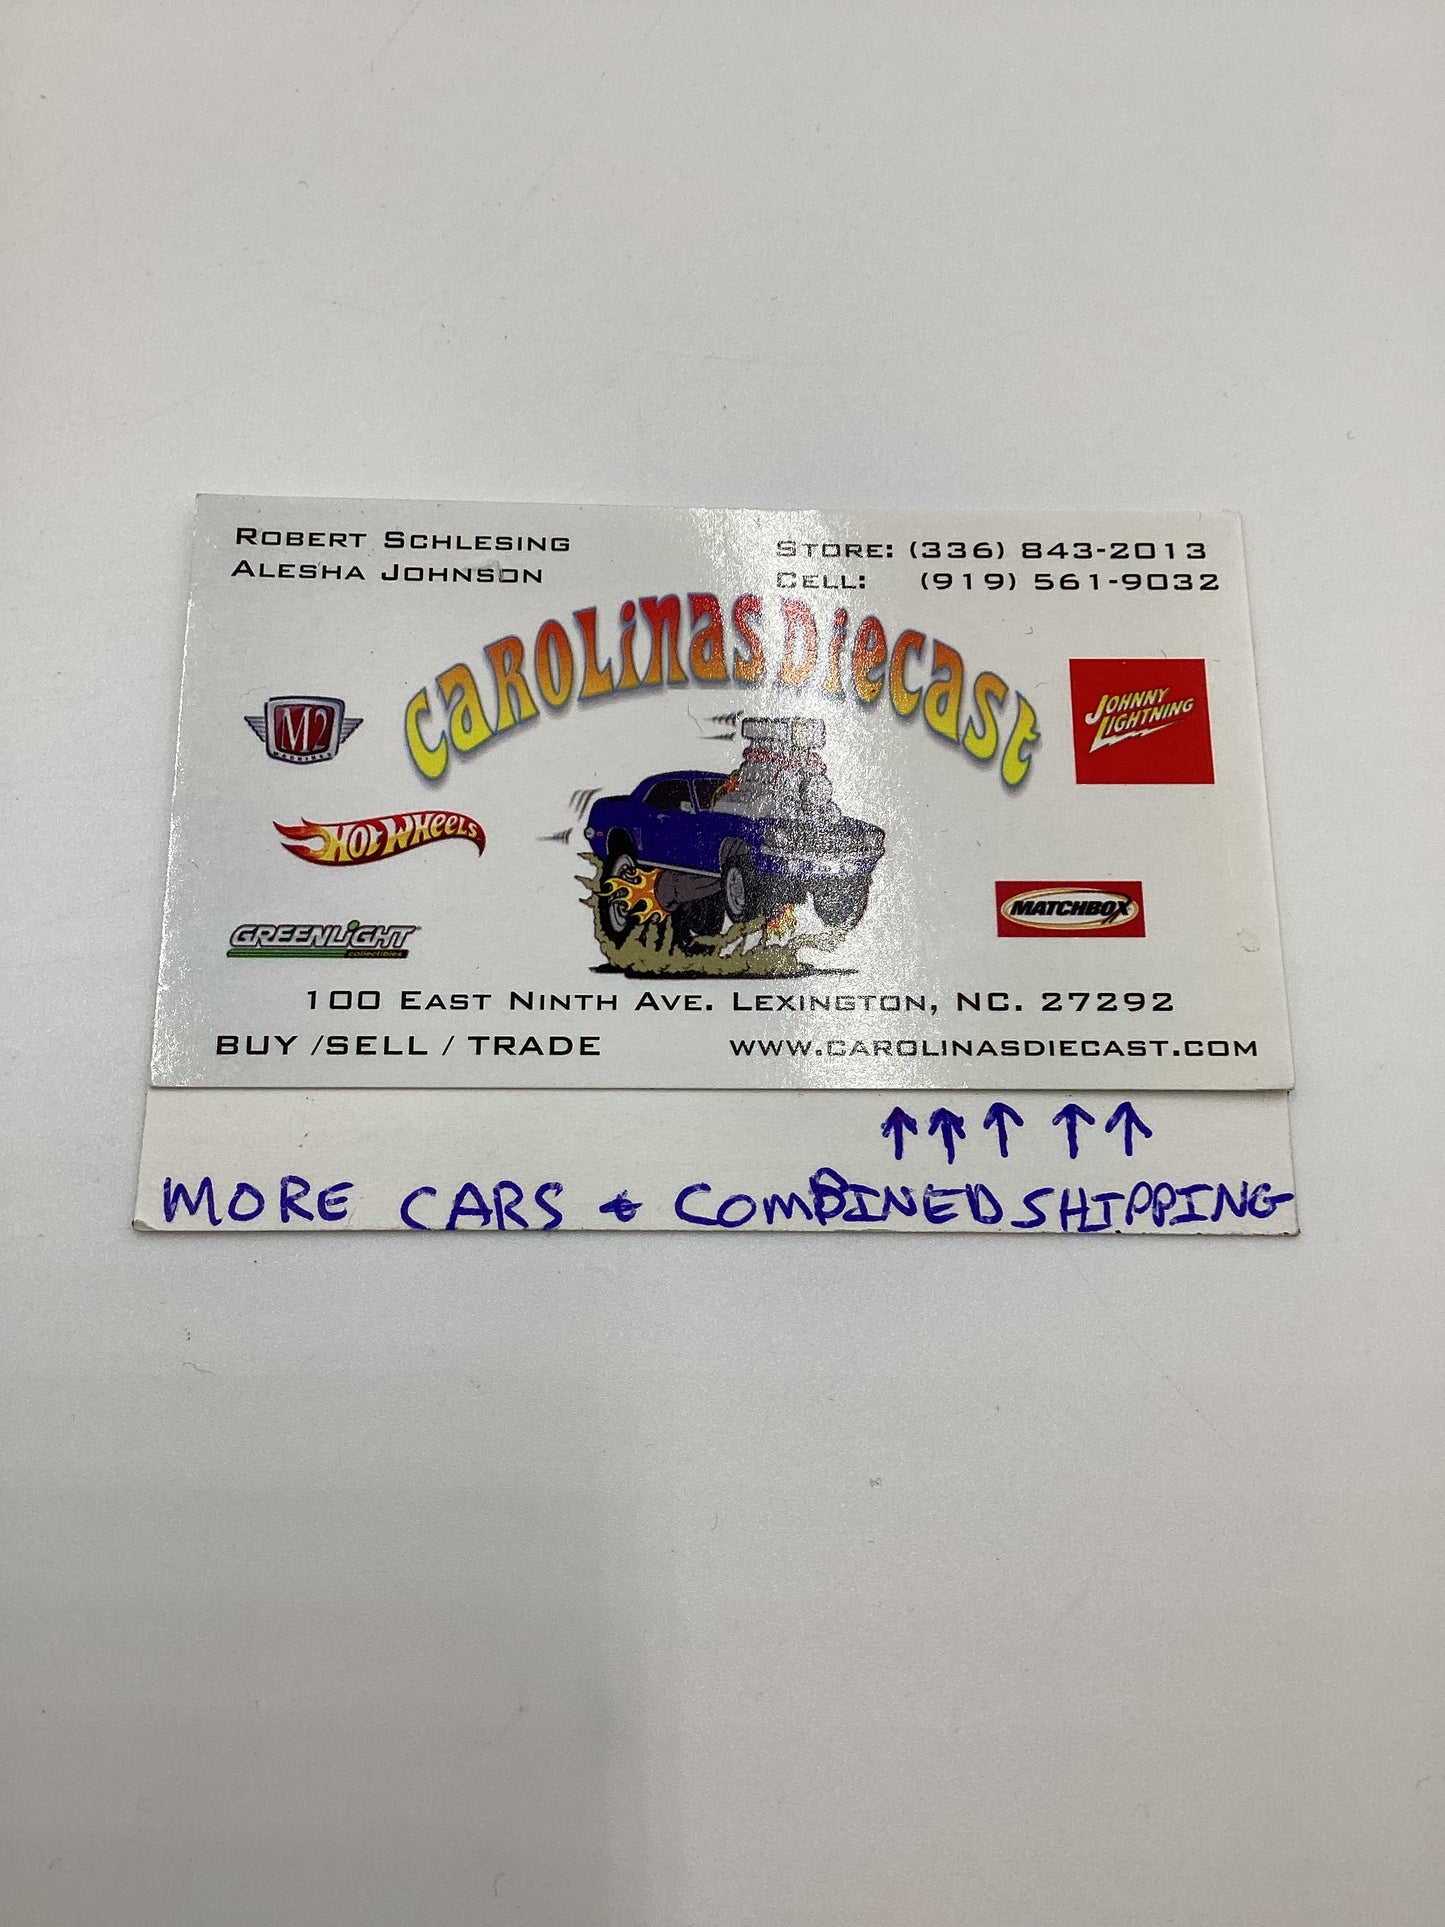 ROBERT SCHLESING
ALESHA JOHNSON
STORE: (336) 843-2013
CELL: (919) 561-9032
CAROLINAS DIECAST
M2
MACHINES
JOHNNY
LIGHTNING
HOT WHEELS
MATCHBOX
GREENLIGHT
collectibles
100 EAST NINTH AVE. LEXINGTON, NC. 27292
BUY /SELL / TRADE
WWW.CAROLINASDIECAST.COM
↑ ↑ ↑ ↑ ↑
MORE CARS & COMBINED SHIPPING